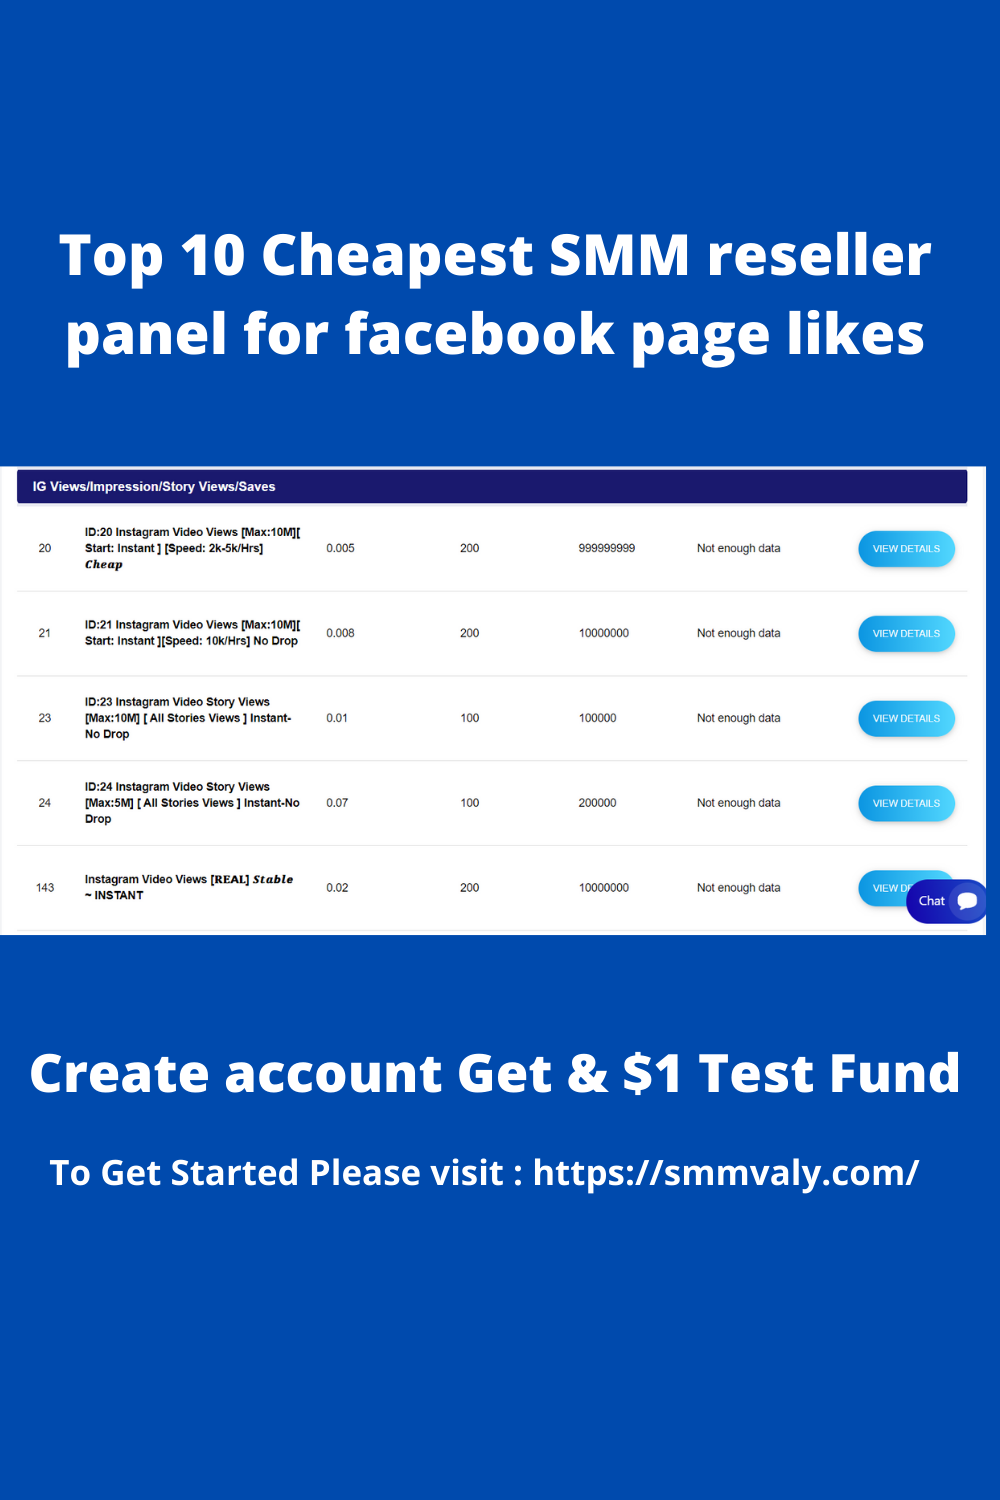 Top 10 Cheapest SMM reseller
panel for facebook page likes
IG Views/Impression/Story Views/Saves
20 ID:20 Instagram Video Views [Max:10M][ 0.005 200 999999999 Not enough data VIEW DETAILS
Start: Instant ] [Speed: 2k-5k/Hrs]
Cheap
21 ID:21 Instagram Video Views [Max:10M][ 0.008 200 10000000 Not enough data VIEW DETAILS
Start: Instant ][Speed: 10k/Hrs] No Drop
23 ID:23 Instagram Video Story Views 0.01 100 100000 Not enough data VIEW DETAILS
[Max:10M] [ All Stories Views ] Instant-
No Drop
24 ID:24 Instagram Video Story Views 0.07 100 200000 Not enough data VIEW DETAILS
[Max:5M] [ All Stories Views ] Instant-No
Drop
143 Instagram Video Views [REAL] Stable 0.02 200 10000000 Not enough data VIEW
~ INSTANT
Chat
Create account Get & $1 Test Fund
To Get Started Please visit : https://smmvaly.com/